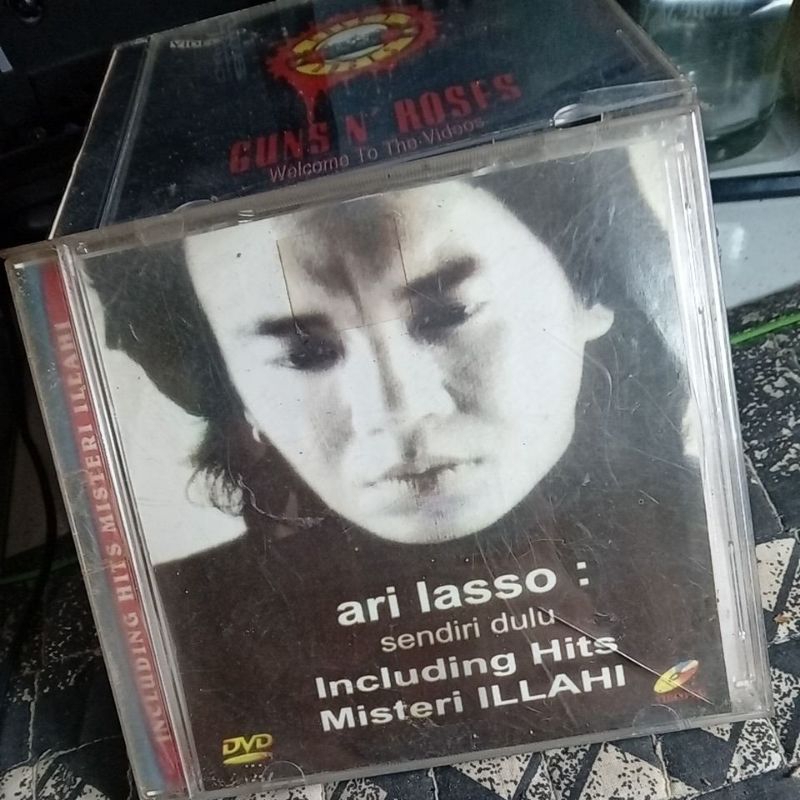 GUNS N' ROSES
Welcome To The Videos
INCLUDING HITS MISTERI ILLAHI
ari lasso :
sendiri dulu
Including Hits
Misteri ILLAHI
DVD